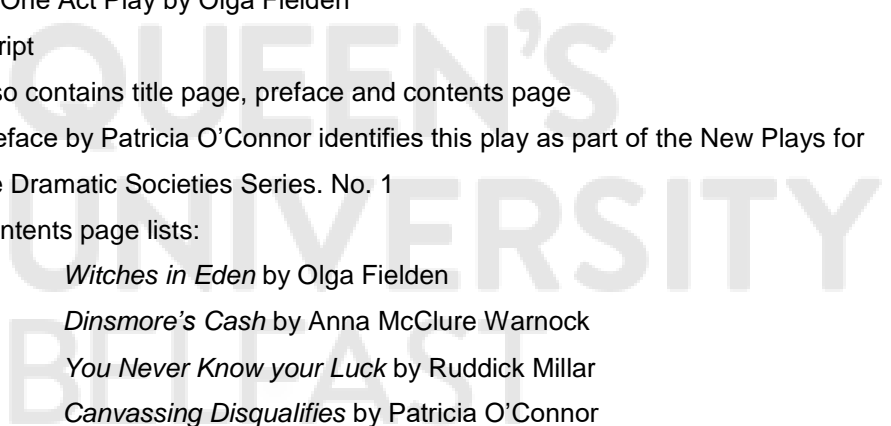 One Act Play by Olga Fielden
ript
so contains title page, preface and contents page
eface by Patricia O’Connor identifies this play as part of the New Plays for
e Dramatic Societies Series. No. 1
ntents page lists:
Witches in Eden by Olga Fielden
Dinsmore’s Cash by Anna McClure Warnock
You Never Know your Luck by Ruddick Millar
Canvassing Disqualifies by Patricia O’Connor
QUEEN'S
UNIVERSITY
BELFAST